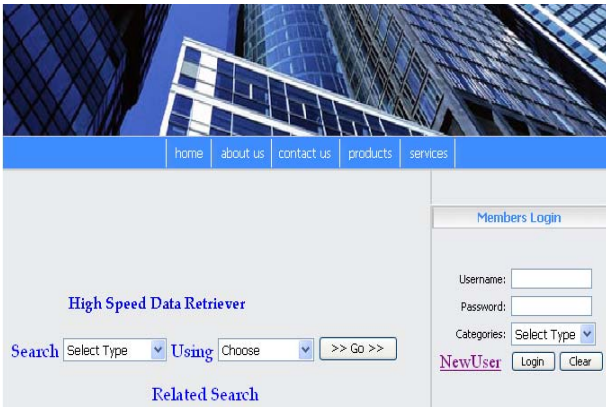 home about us contact us products services
Members Login
Username:
Password:
High Speed Data Retriever
Categories: Select Type
Search Select Type Using Choose >> Go >>
NewUser Login Clear
Related Search